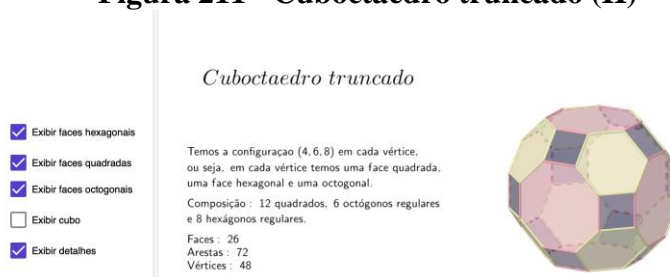 Figura 211 - Cuboctaedro truncado (II)
Cuboctaedro truncado
Exibir faces hexagonais
Exibir faces quadradas
Exibir faces octogonais
Exibir cubo
Exibir detalhes
Temos a configuraçao (4, 6, 8) em cada vértice,
ou seja, em cada vértice temos uma face quadrada,
uma face hexagonal e uma octogonal.
Composição : 12 quadrados, 6 octógonos regulares
e 8 hexágonos regulares.
Faces : 26
Arestas : 72
Vértices : 48